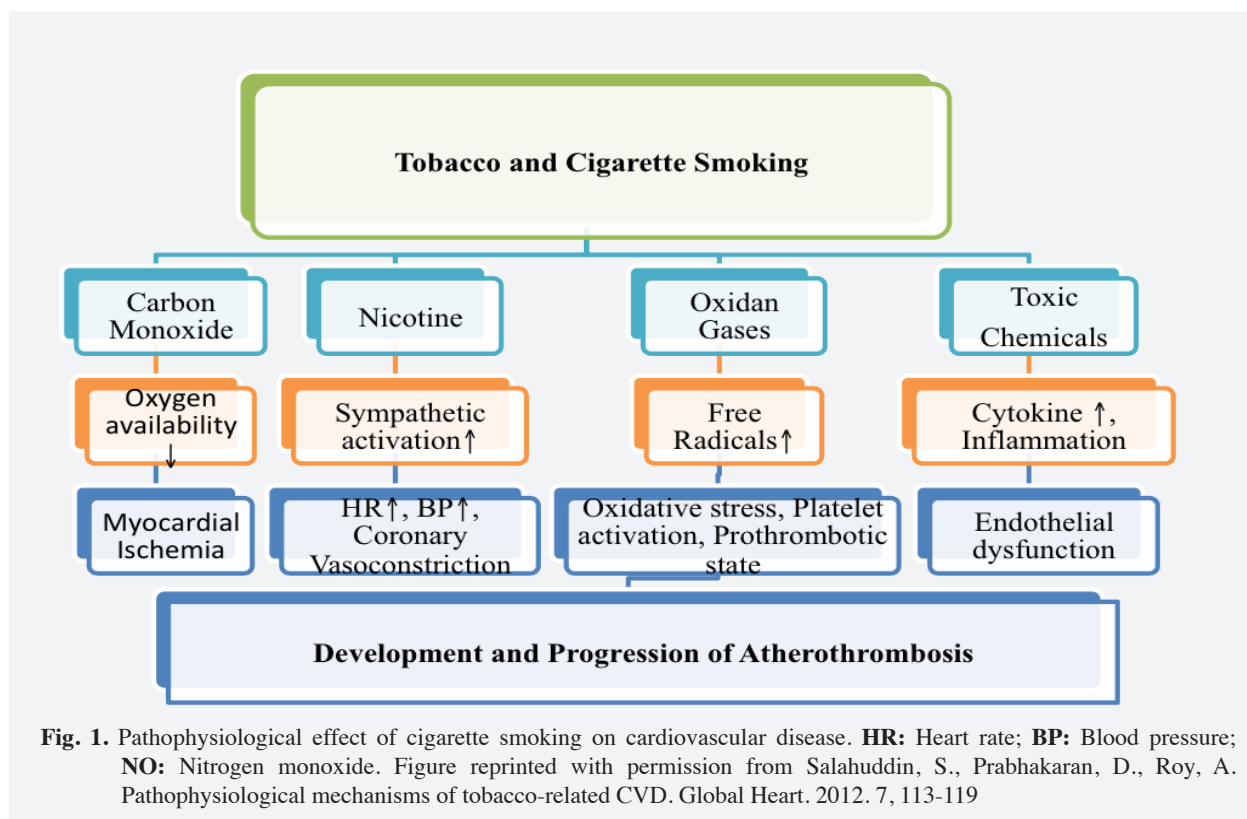 Tobacco and Cigarette Smoking
Carbon
Monoxide
Nicotine
Oxidan
Gases
Toxic
Chemicals
Oxygen
availability
↓
Sympathetic
activation↑
Free
Radicals↑
Cytokine ↑,
Inflammation
Myocardial
Ischemia
HR↑, BP↑,
Coronary
Vasoconstriction
Oxidative stress, Platelet
activation, Prothrombotic
state
Endothelial
dysfunction
Development and Progression of Atherothrombosis
Fig. 1. Pathophysiological effect of cigarette smoking on cardiovascular disease. HR: Heart rate; BP: Blood pressure;
NO: Nitrogen monoxide. Figure reprinted with permission from Salahuddin, S., Prabhakaran, D., Roy, A.
Pathophysiological mechanisms of tobacco-related CVD. Global Heart. 2012. 7, 113-119